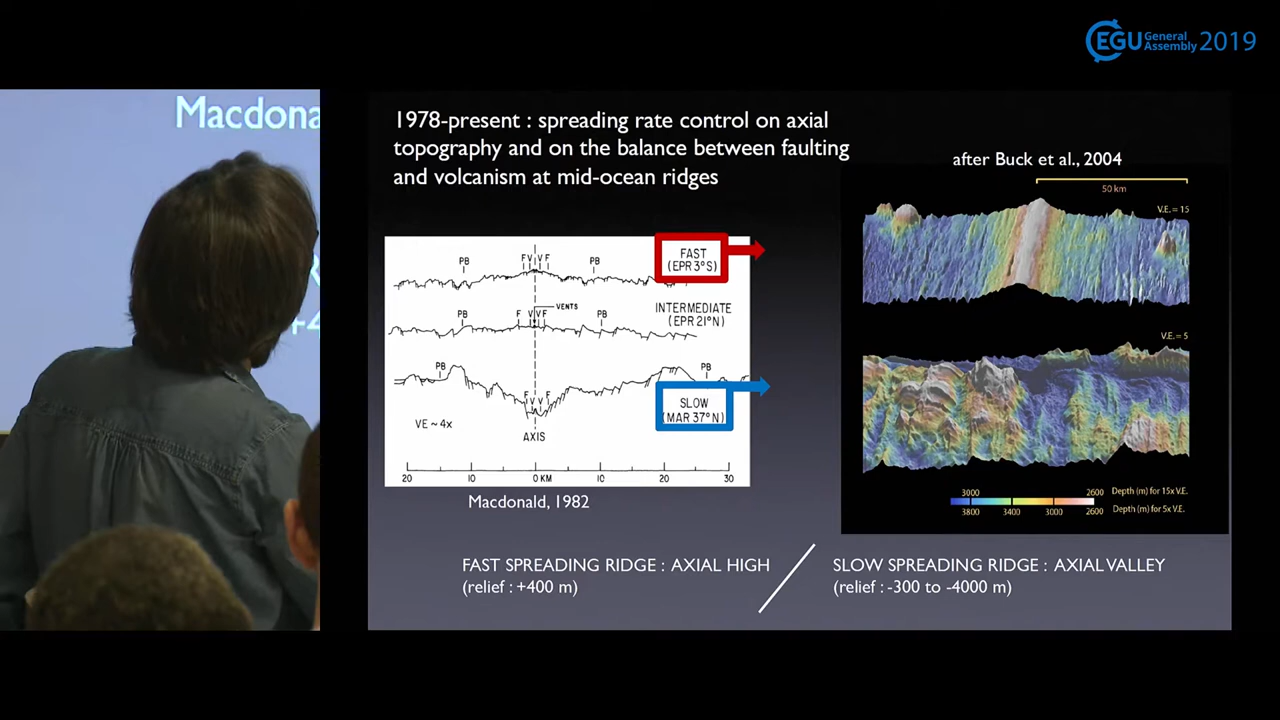 EGU General Assembly 2019
Macdona
+4
1978-present : spreading rate control on axial
topography and on the balance between faulting
and volcanism at mid-ocean ridges
after Buck et al., 2004
50 km
V.E. = 15
FAST
(EPR 3°S)
PB
F V V F
PB
VENTS
INTERMEDIATE
(EPR 21°N)
PB
F V V F
PB
V.E. = 5
PB
F V V F
PB
SLOW
(MAR 37°N)
VE ~ 4x
AXIS
20 10 0 KM 10 20 30
Macdonald, 1982
3000 2600 Depth (m) for 15x V.E.
3800 3400 3000 2600 Depth (m) for 5x V.E.
FAST SPREADING RIDGE : AXIAL HIGH
(relief : +400 m)
SLOW SPREADING RIDGE : AXIAL VALLEY
(relief : -300 to -4000 m)